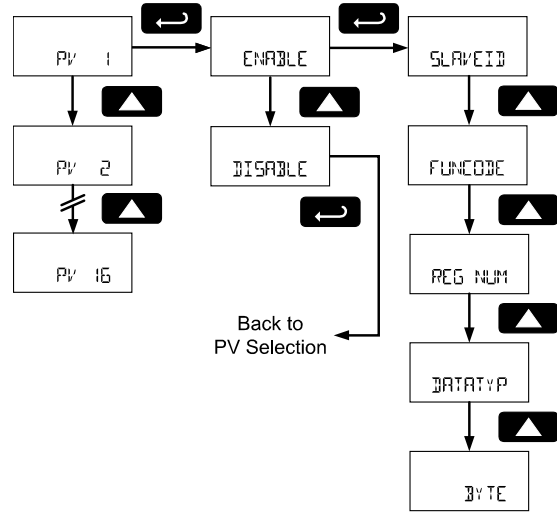 PV 1
ENABLE
SLAVEID
PV 2
DISABLE
FUNCODE
PV 16
REG NUM
Back to
PV Selection
DATATYP
BYTE